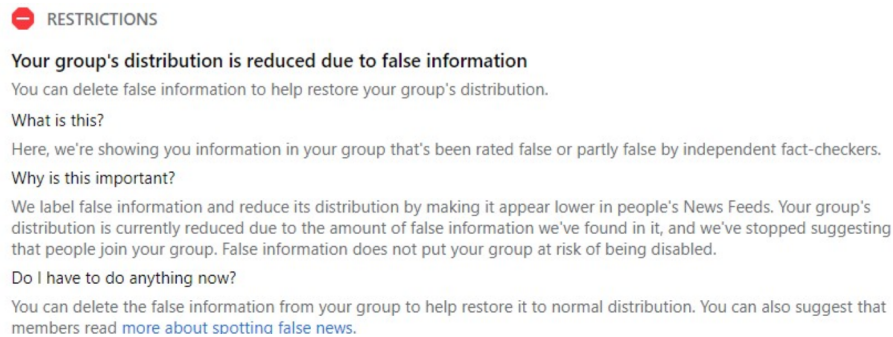 RESTRICTIONS
Your group's distribution is reduced due to false information
You can delete false information to help restore your group's distribution.
What is this?
Here, we're showing you information in your group that's been rated false or partly false by independent fact-checkers.
Why is this important?
We label false information and reduce its distribution by making it appear lower in people's News Feeds. Your group's
distribution is currently reduced due to the amount of false information we've found in it, and we've stopped suggesting
that people join your group. False information does not put your group at risk of being disabled.
Do I have to do anything now?
You can delete the false information from your group to help restore it to normal distribution. You can also suggest that
members read more about spotting false news.